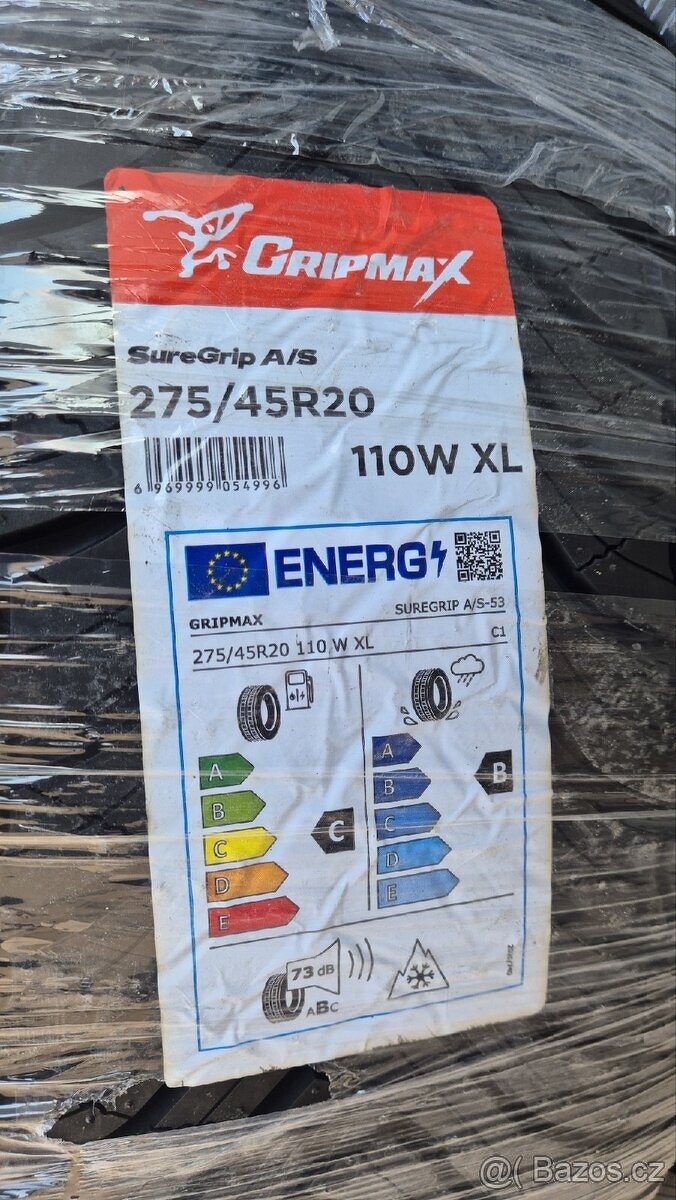 GRIPMAX
SureGrip A/S
275/45R20
110W XL
6 969999 054996
ENERG
GRIPMAX
SUREGRIP A/S-53
275/45R20 110 W XL
C1
A
B
C
D
E
C
A
B
C
D
E
B
73 dB
ABC
@( Bazos.cz